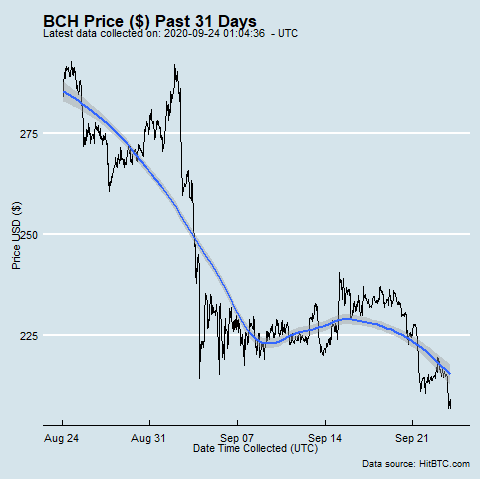 BCH Price ($) Past 31 Days
Latest data collected on: 2020-09-24 01:04:36 - UTC
275
250
225
Price USD ($)
Aug 24 Aug 31 Sep 07 Sep 14 Sep 21
Date Time Collected (UTC)
Data source: HitBTC.com